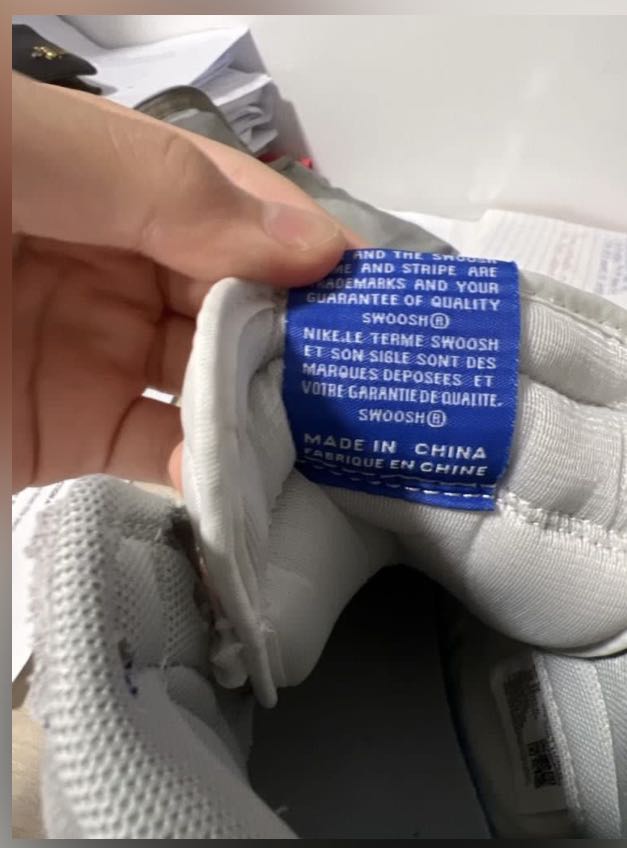 AND THE SWOOSH
AND STRIPE ARE
TRADEMARKS AND YOUR
GUARANTEE OF QUALITY
SWOOSH®
NIKE.LE TERME SWOOSH
ET SON SIGLE SONT DES
MARQUES DEPOSEES ET
VOTRE GARANTIE DE QUALITE.
SWOOSH®
MADE IN CHINA
FABRIQUE EN CHINE